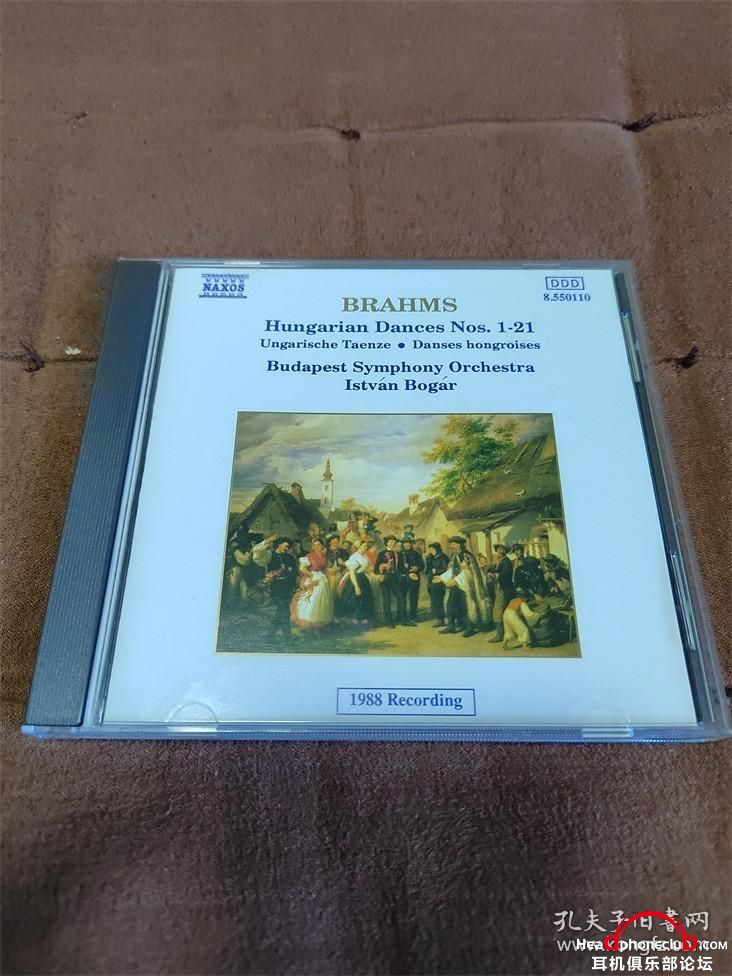 NAXOS
DDD
8.550110
BRAHMS
Hungarian Dances Nos. 1-21
Ungarische Taenze • Danses hongroises
Budapest Symphony Orchestra
István Bogár
1988 Recording
孔夫子旧书网
耳机俱乐部论坛